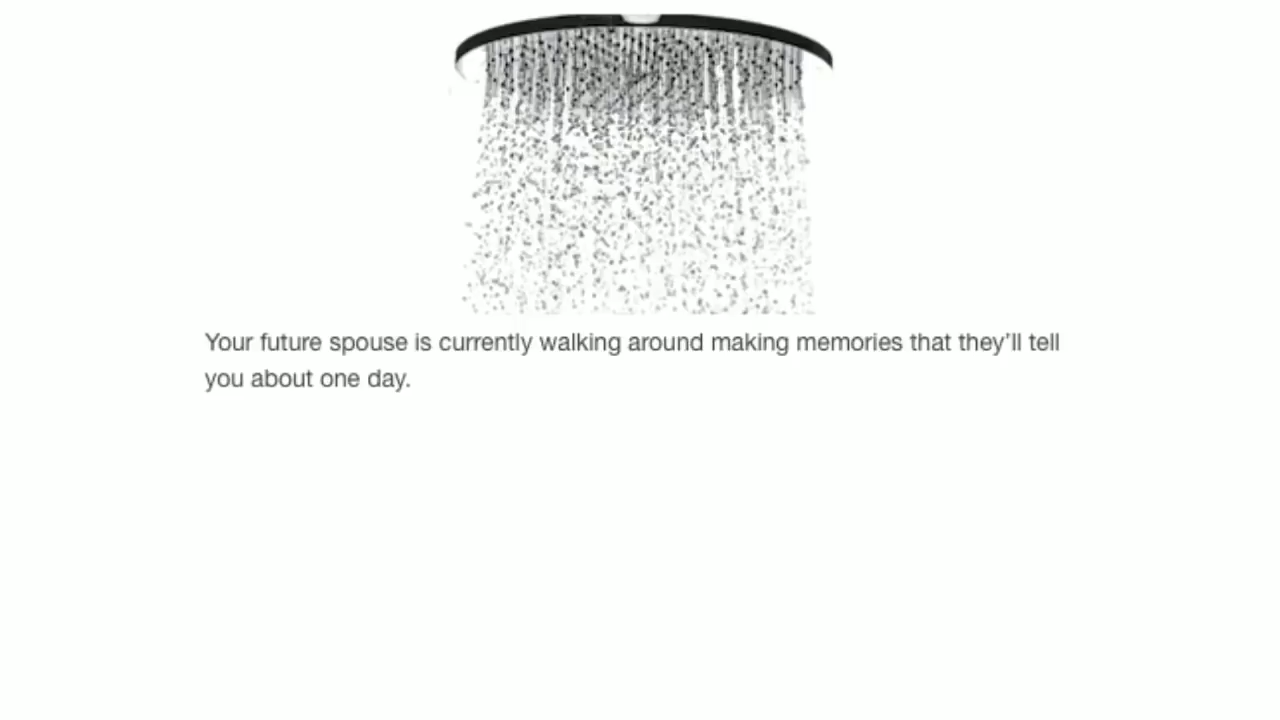 Your future spouse is currently walking around making memories that they’ll tell
you about one day.